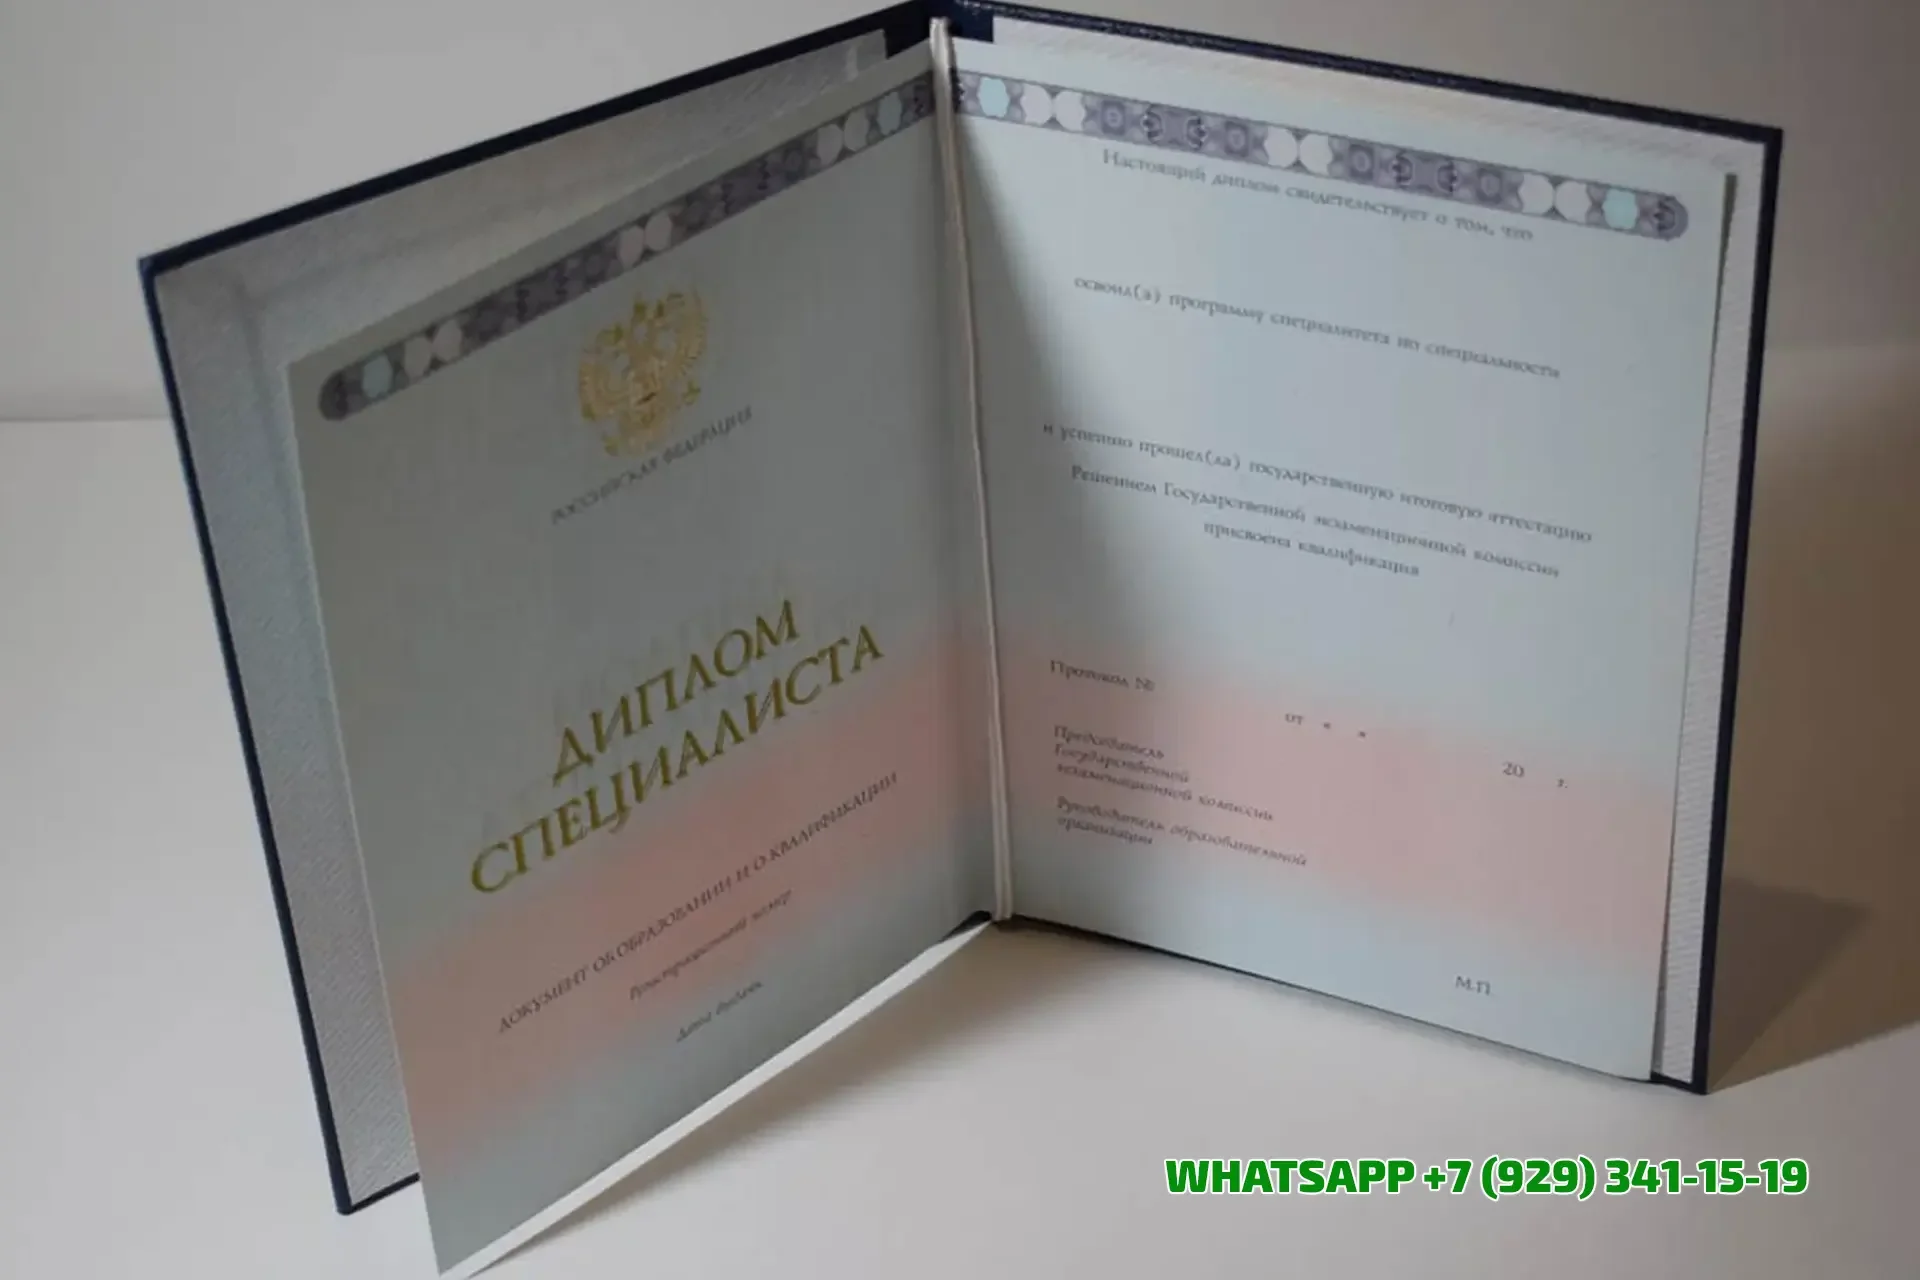 РОССИЙСКАЯ ФЕДЕРАЦИЯ
ДИПЛОМ
СПЕЦИАЛИСТА
ДОКУМЕНТ ОБ ОБРАЗОВАНИИ И О КВАЛИФИКАЦИИ
Регистрационный номер
Дата выдачи
Настоящий диплом свидетельствует о том, что
освоил(а) программу специалитета по специальности
и успешно прошел(ла) государственную итоговую аттестацию
Решением Государственной экзаменационной комиссии
присвоена квалификация
Протокол №
от « » 20 г.
Председатель
Государственной
экзаменационной комиссии
Руководитель образовательной
организации
М.П.
WHATSAPP +7 (929) 341-15-19